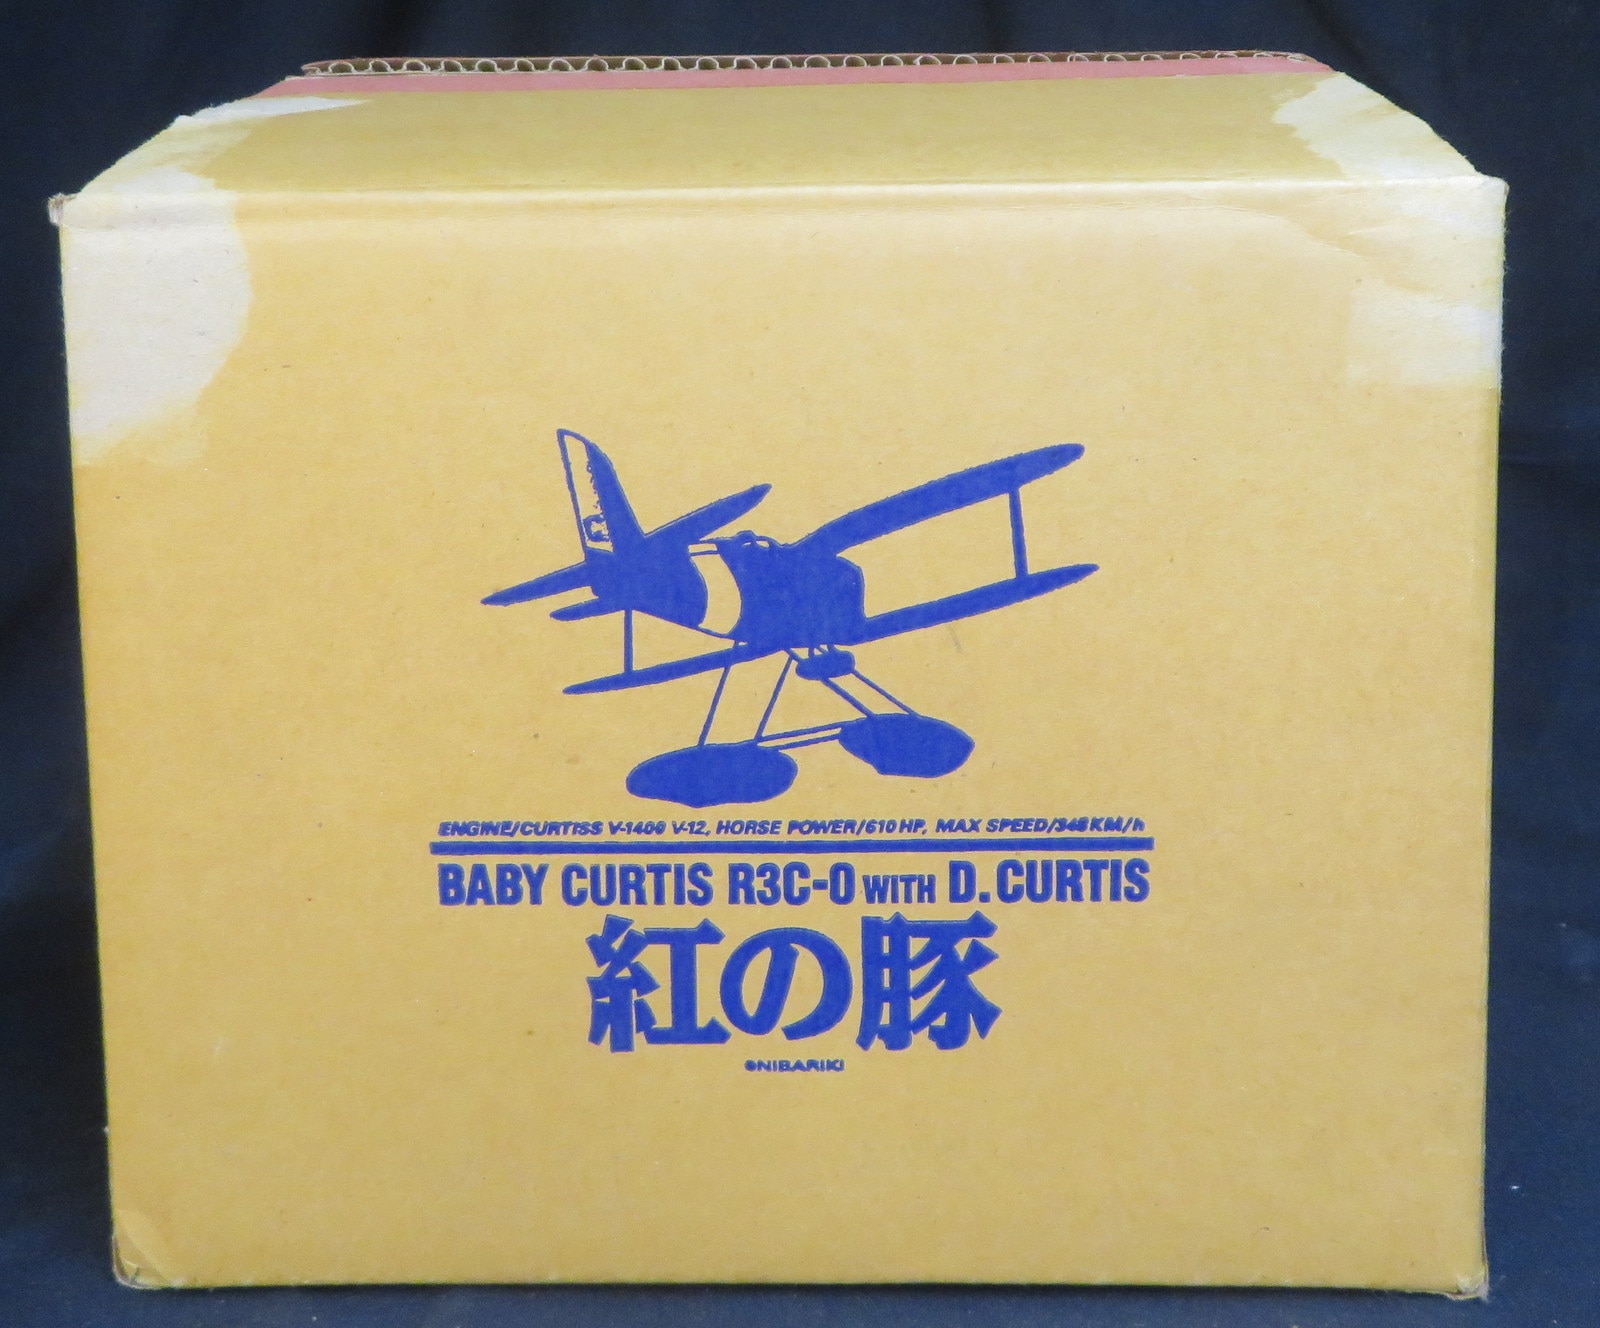 ENGINE/CURTISS V-1400 V-12, HORSE POWER/610 HP, MAX SPEED/346 KM/h
BABY CURTIS R3C-0 WITH D.CURTIS
紅の豚
©NIBARIKI